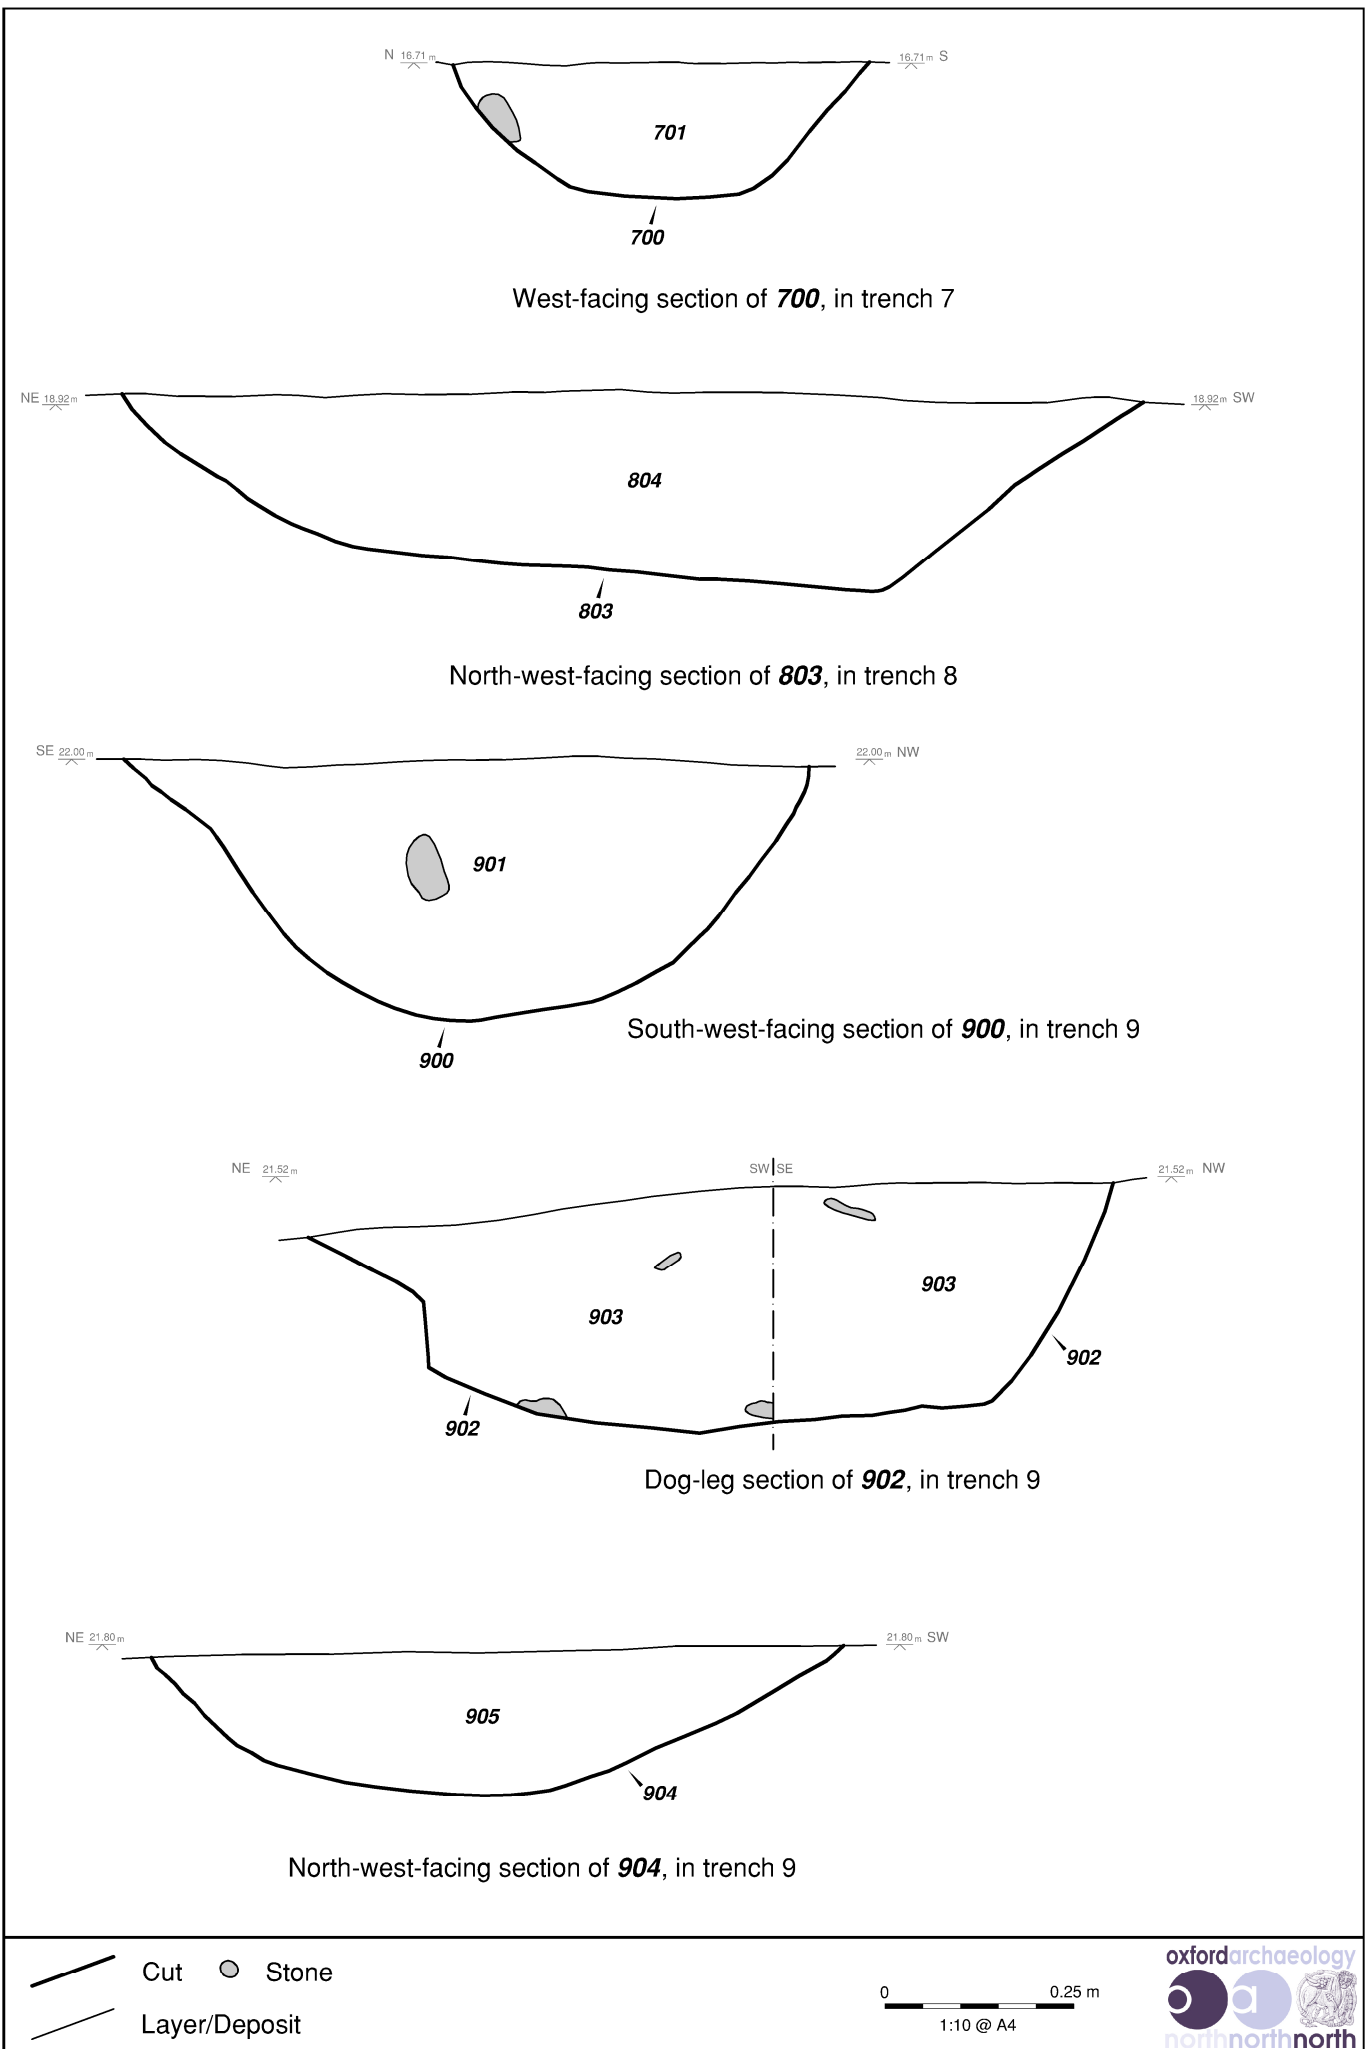 N 16.71 m 16.71 m S
701
700
West-facing section of 700, in trench 7
NE 18.92 m 18.92 m SW
804
803
North-west-facing section of 803, in trench 8
SE 22.00 m 22.00 m NW
901
South-west-facing section of 900, in trench 9
900
NE 21.52 m SW SE 21.52 m NW
903
903
902
902
Dog-leg section of 902, in trench 9
NE 21.80 m 21.80 m SW
905
904
North-west-facing section of 904, in trench 9
Cut Stone
Layer/Deposit
0 0.25 m
1:10 @ A4
oxfordarchaeology
o a
northnorthnorth